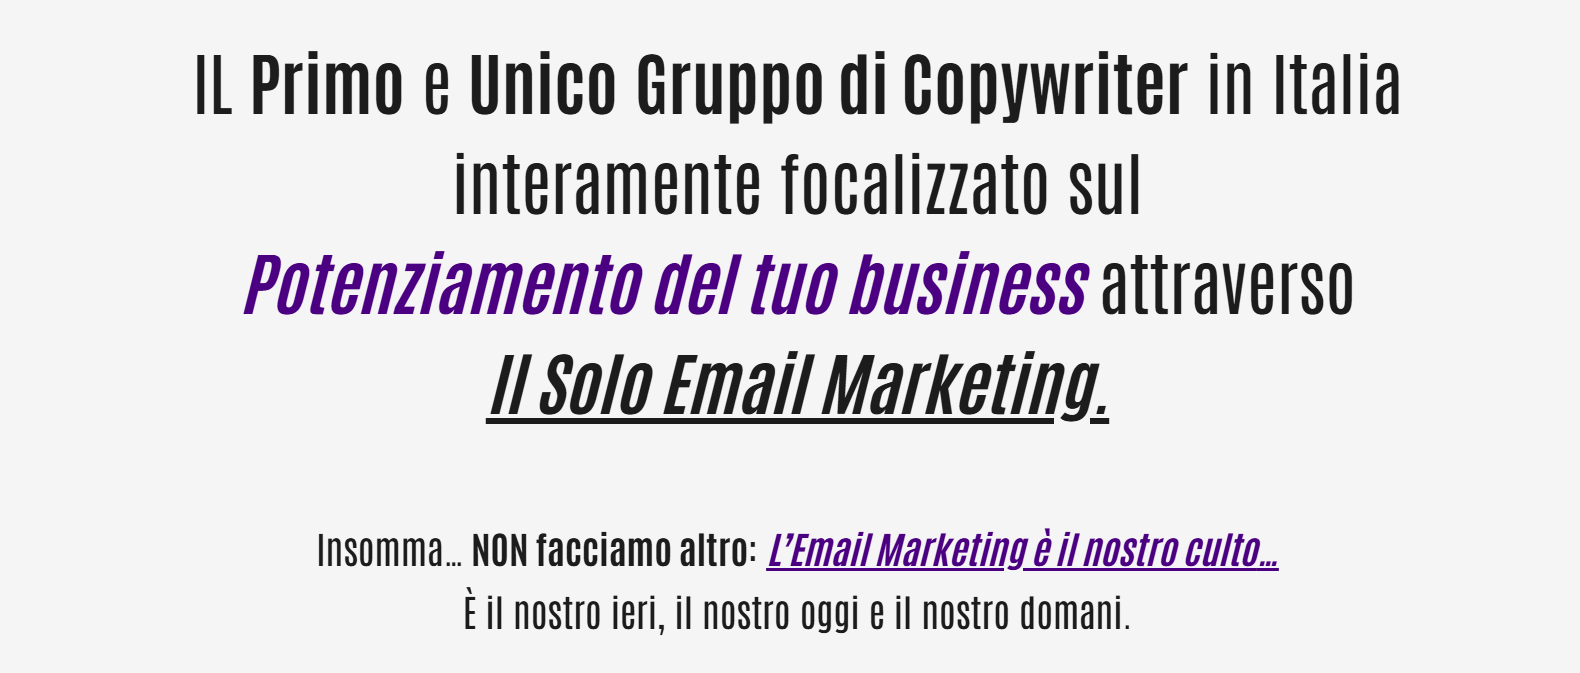 IL Primo e Unico Gruppo di Copywriter in Italia
interamente focalizzato sul
Potenziamento del tuo business attraverso
Il Solo Email Marketing.
Insomma... NON facciamo altro: L’Email Marketing è il nostro culto...
È il nostro ieri, il nostro oggi e il nostro domani.